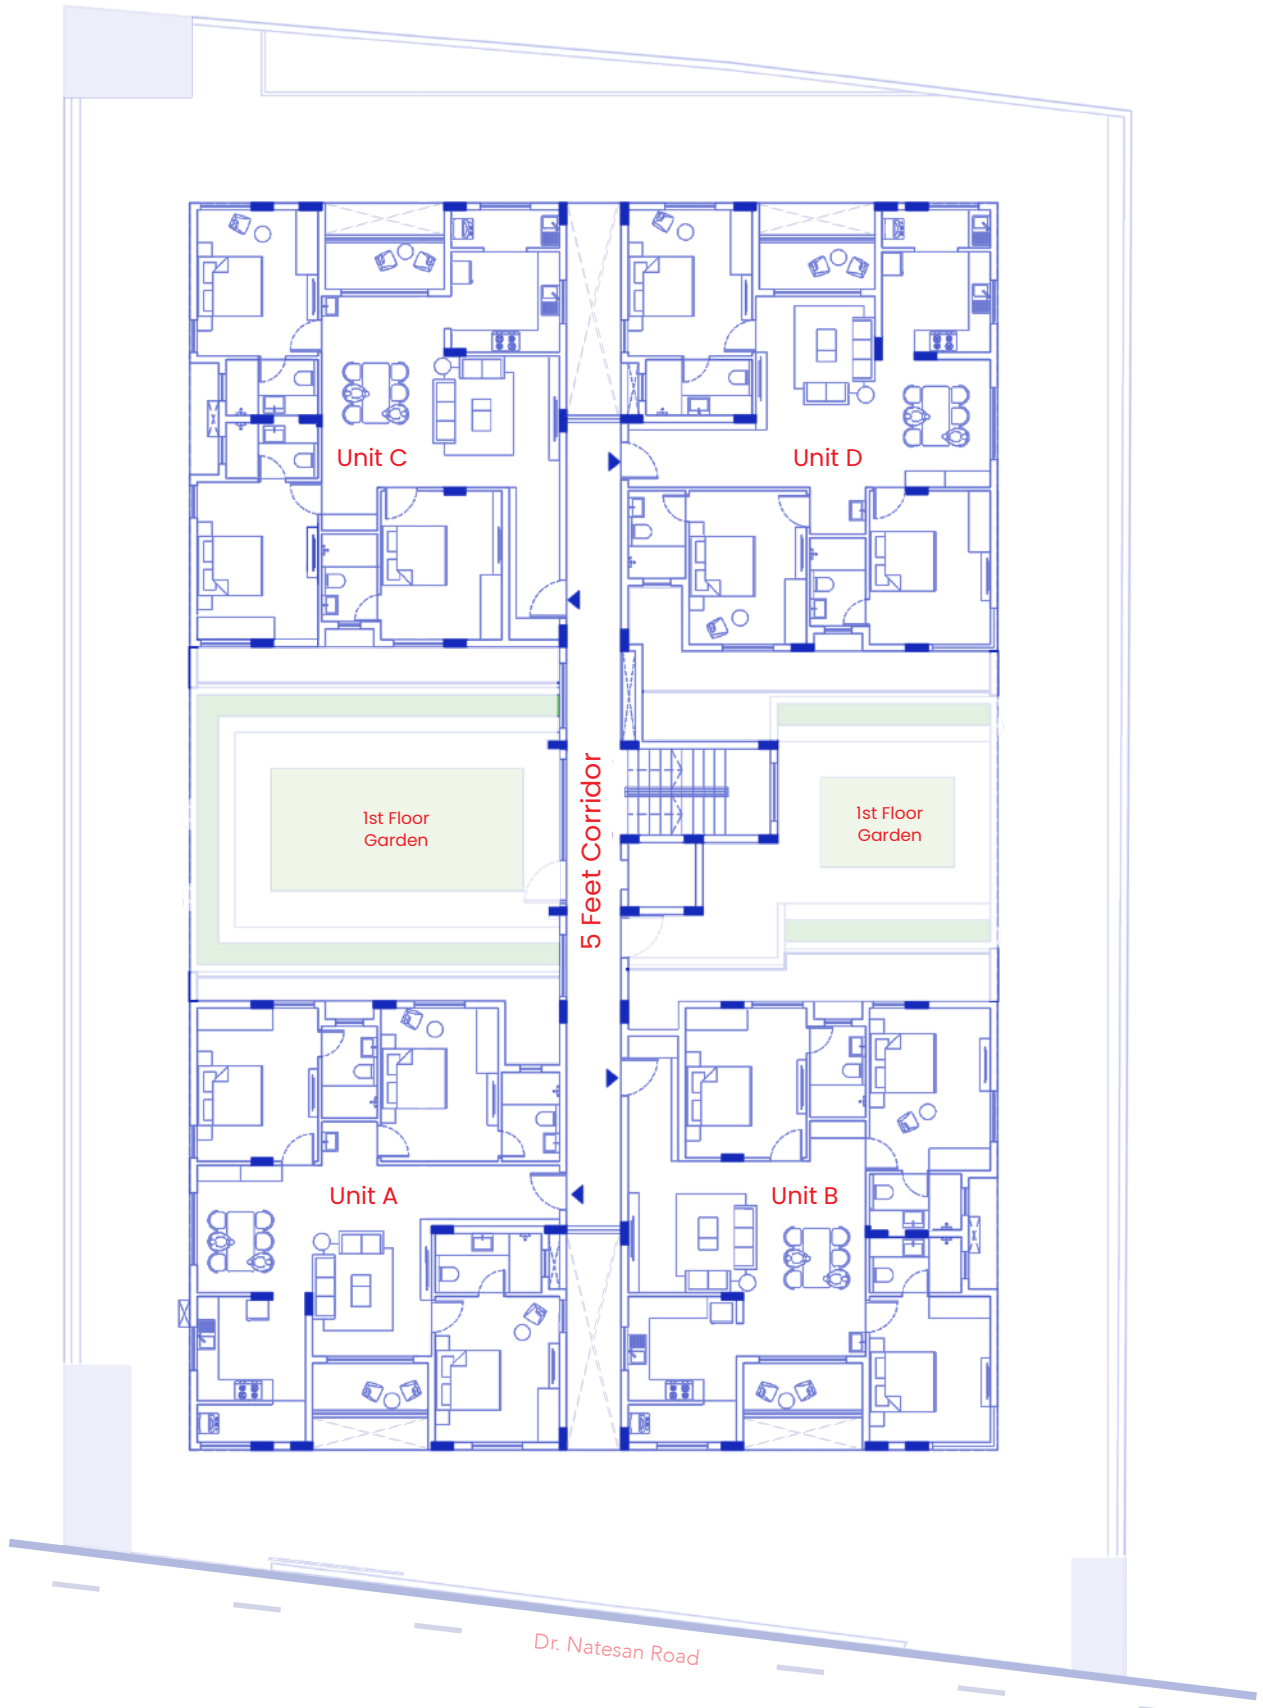 Unit C
Unit D
1st Floor
Garden
5 Feet Corridor
1st Floor
Garden
Unit A
Unit B
Dr. Natesan Road